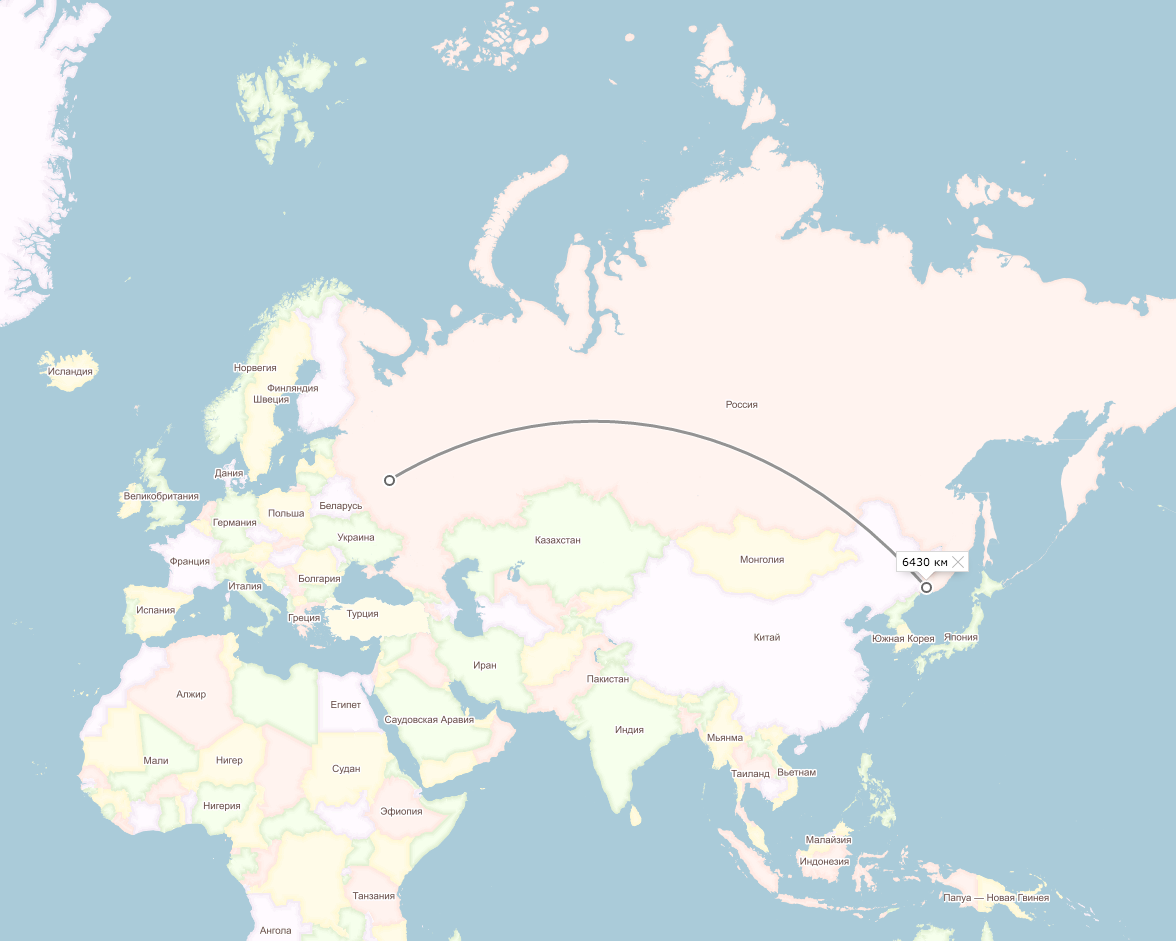 Исландия
Норвегия
Финляндия
Швеция
Россия
Дания
Великобритания
Беларусь
Польша
Германия
Украина
Казахстан
Франция
Монголия
6430 км
Болгария
Италия
Испания
Греция
Турция
Китай
Южная Корея
Япония
Иран
Пакистан
Алжир
Египет
Саудовская Аравия
Индия
Мьянма
Мали
Нигер
Судан
Таиланд
Вьетнам
Нигерия
Эфиопия
Малайзия
Индонезия
Танзания
Папуа — Новая Гвинея
Ангола